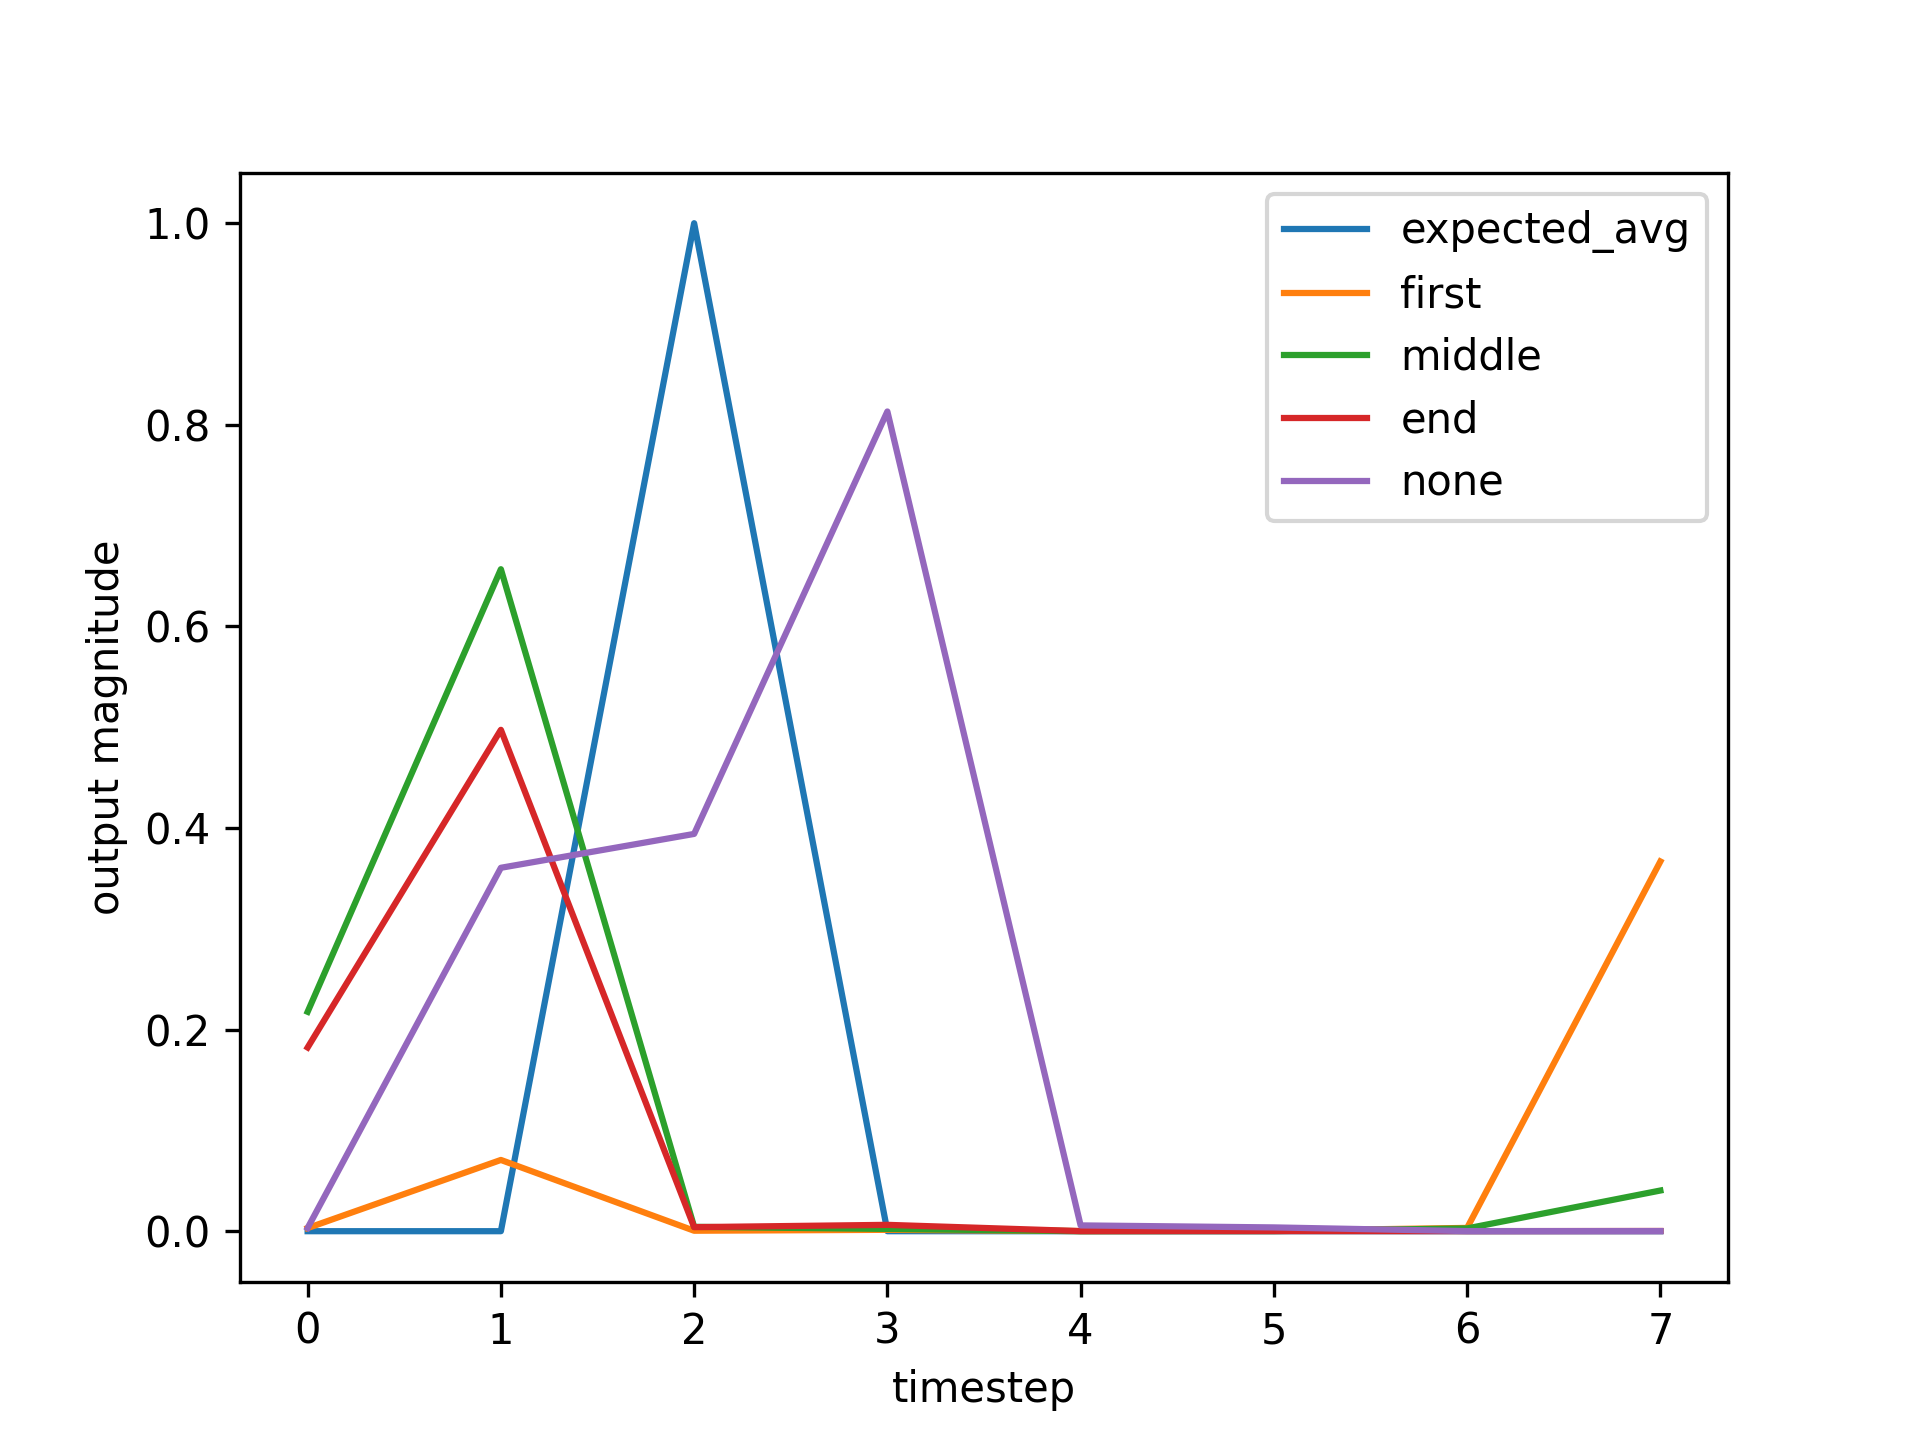 1.0
0.8
0.6
0.4
0.2
0.0
output magnitude
0 1 2 3 4 5 6 7
timestep
expected_avg
first
middle
end
none